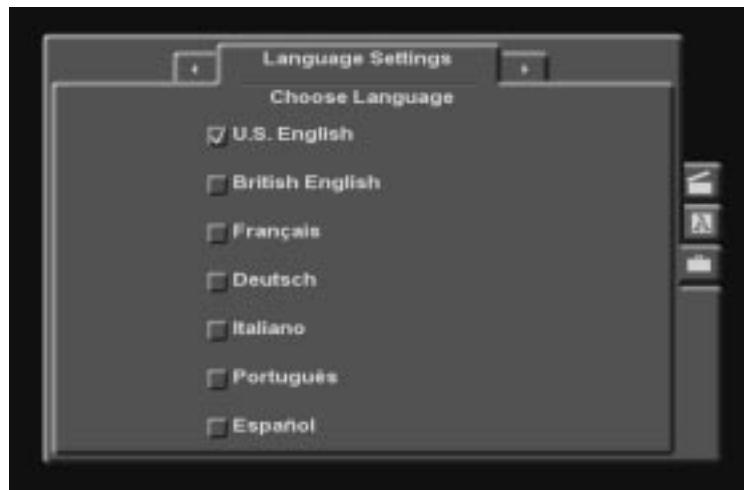 Language Settings
Choose Language
U.S. English
British English
Français
Deutsch
Italiano
Português
Español